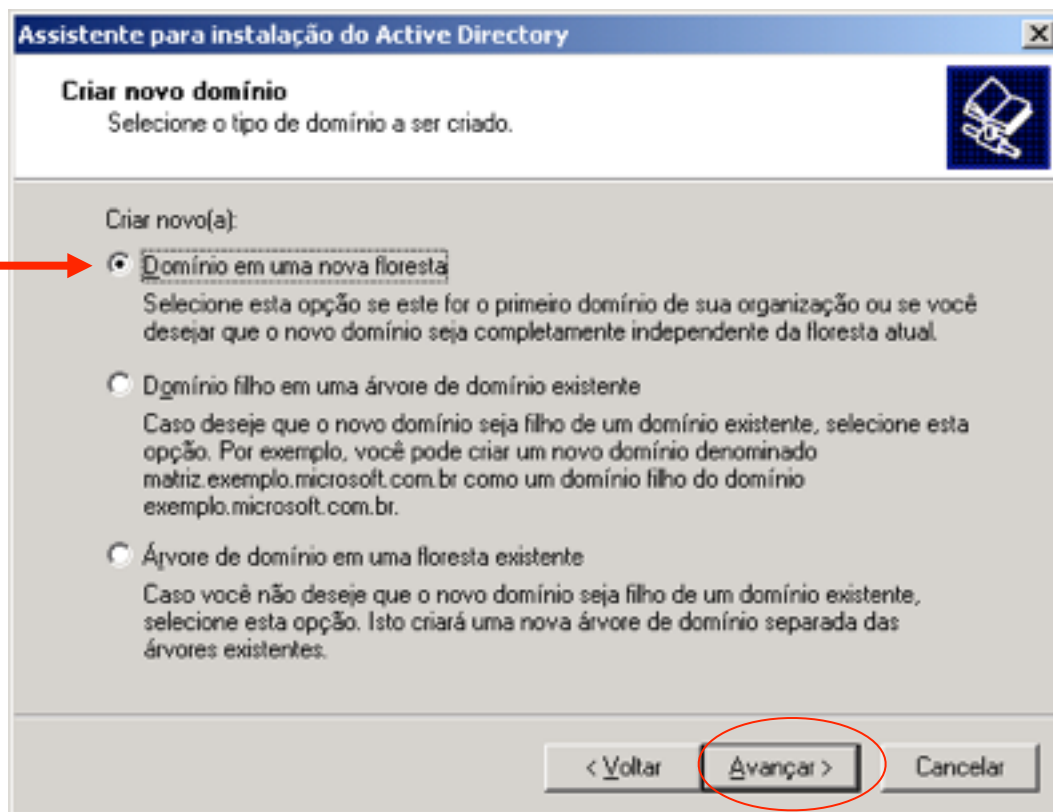 Assistente para instalação do Active Directory
Criar novo domínio
Selecione o tipo de domínio a ser criado.
Criar novo(a):
Domínio em uma nova floresta
Selecione esta opção se este for o primeiro domínio de sua organização ou se você
desejar que o novo domínio seja completamente independente da floresta atual.
Domínio filho em uma árvore de domínio existente
Caso deseje que o novo domínio seja filho de um domínio existente, selecione esta
opção. Por exemplo, você pode criar um novo domínio denominado
matriz.exemplo.microsoft.com.br como um domínio filho do domínio
exemplo.microsoft.com.br.
Árvore de domínio em uma floresta existente
Caso você não deseje que o novo domínio seja filho de um domínio existente,
selecione esta opção. Isto criará uma nova árvore de domínio separada das
árvores existentes.
< Voltar
Avançar >
Cancelar